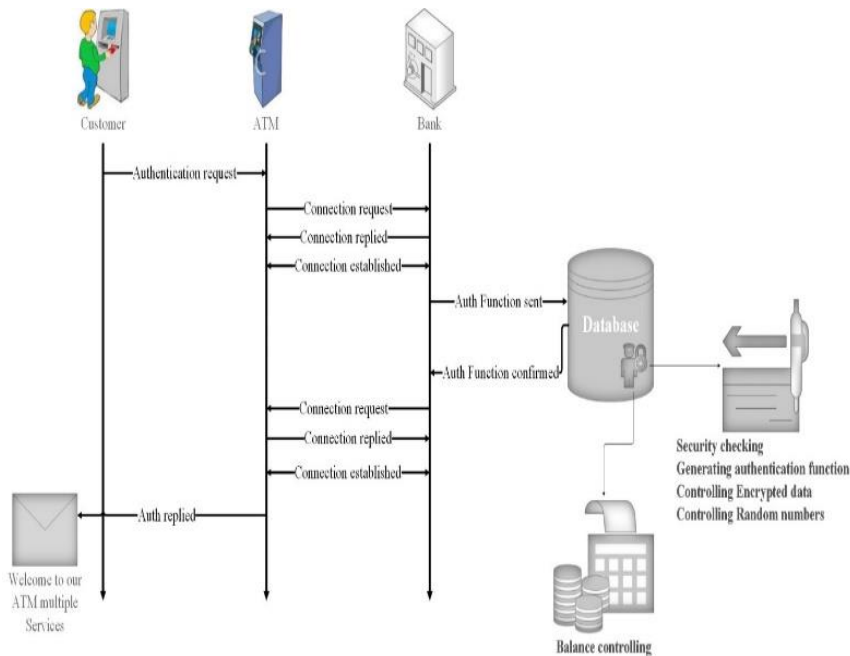 Customer
ATM
Bank
Authentication request
Connection request
Connection replied
Connection established
Auth Function sent
Database
Auth Function confirmed
Connection request
Connection replied
Connection established
Security checking
Generating authentication function
Controlling Encrypted data
Controlling Random numbers
Auth replied
Welcome to our
ATM multiple
Services
Balance controlling